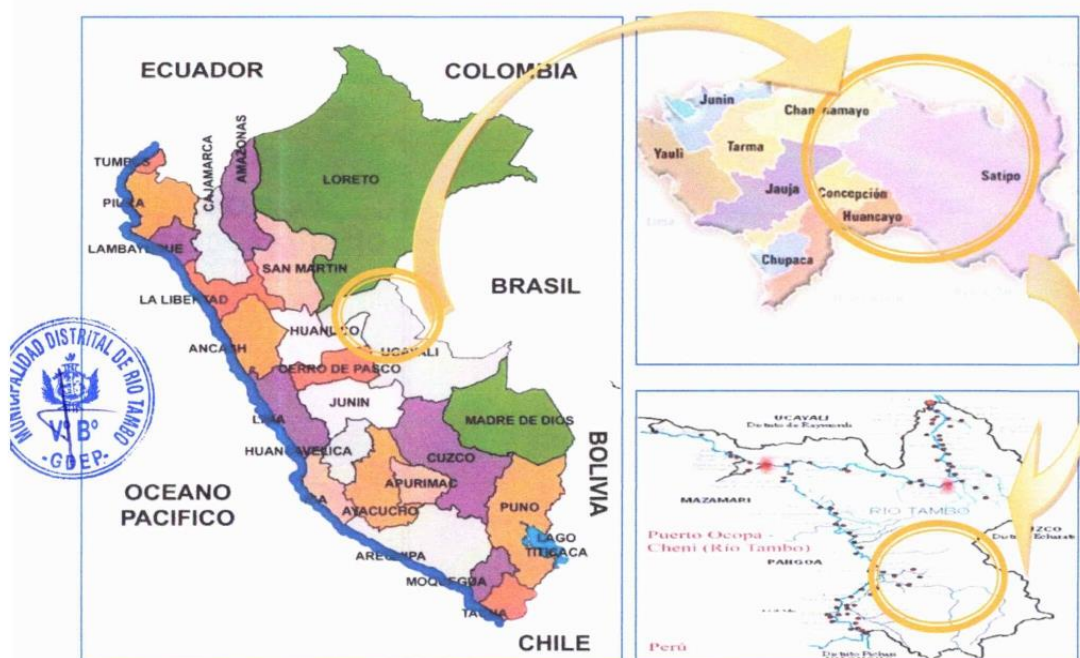 ECUADOR
COLOMBIA
TUMBES
CAJAMARCA
AMAZONAS
LORETO
PIURA
LAMBAYEQUE
SAN MARTIN
BRASIL
LA LIBERTAD
HUANUCO
ANCASH
UCAYALI
CERRO DE PASCO
JUNIN
LIMA
MADRE DE DIOS
HUANCAVELICA
CUZCO
BOLIVIA
OCEANO
PACIFICO
APURIMAC
AYACUCHO
PUNO
LAGO
TITICACA
AREQUIPA
MOQUEGUA
TACNA
CHILE
MUNICIPALIDAD DISTRITAL DE RIO TAMBO
Vº Bº
-GDEP-
Junin
Chanchamayo
Yauli
Tarma
Satipo
Jauja
Concepción
Huancayo
Chupaca
UCAYALI
MAZAMARI
RÍO TAMBO
Puerto Ocopa -
Cheni (Río Tambo)
PANGOA
Perú